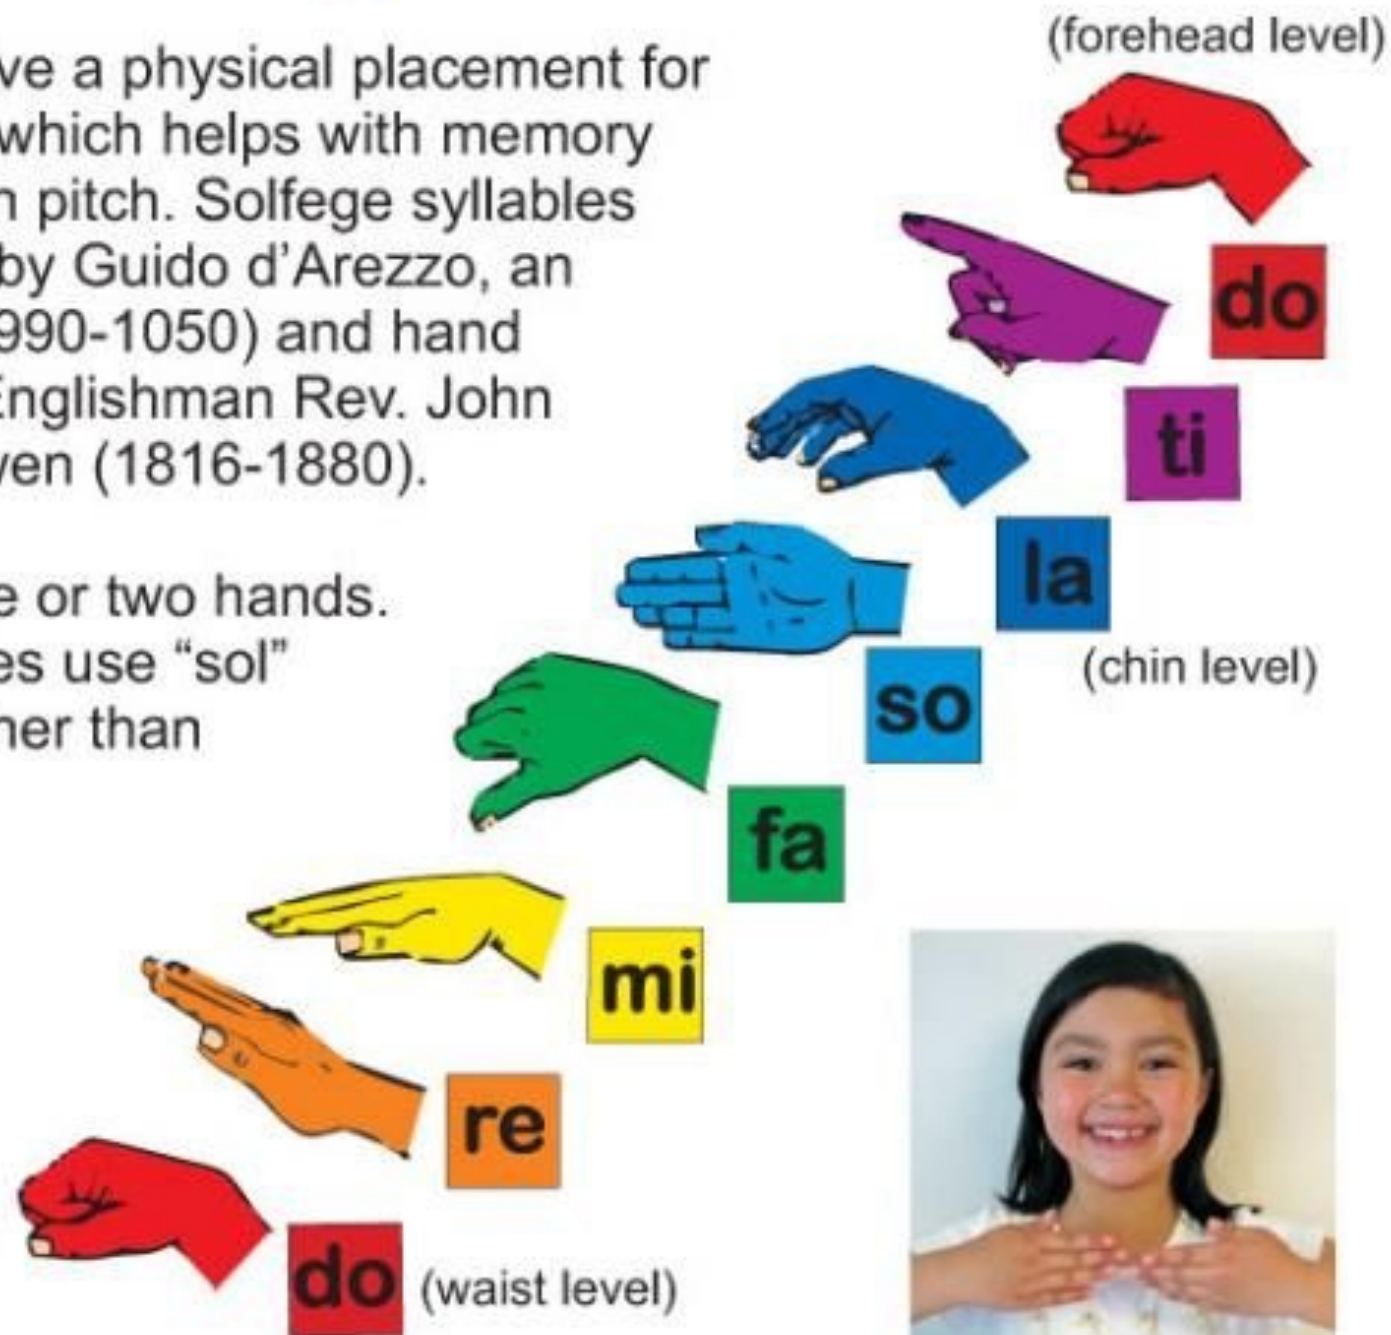 (forehead level)
ve a physical placement for
which helps with memory
n pitch. Solfege syllables
by Guido d’Arezzo, an
990-1050) and hand
Englishman Rev. John
wen (1816-1880).
e or two hands.
es use “sol”
her than
do
ti
la
(chin level)
so
fa
mi
re
do (waist level)